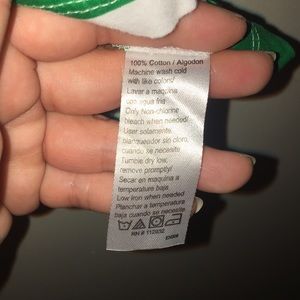 100% Cotton / Algodon
Machine wash cold
with like colors/
Lavar a maquina
con agua fria
Only Non-chlorine
bleach when needed/
Usar solamente
blanqueador sin cloro,
cuando se necesite
Tumble dry low,
remove promptly/
Secar en maquina a
temperatura baja
Low Iron when needed
Planchar a temperatura
baja cuando se necesite
RN # 112932